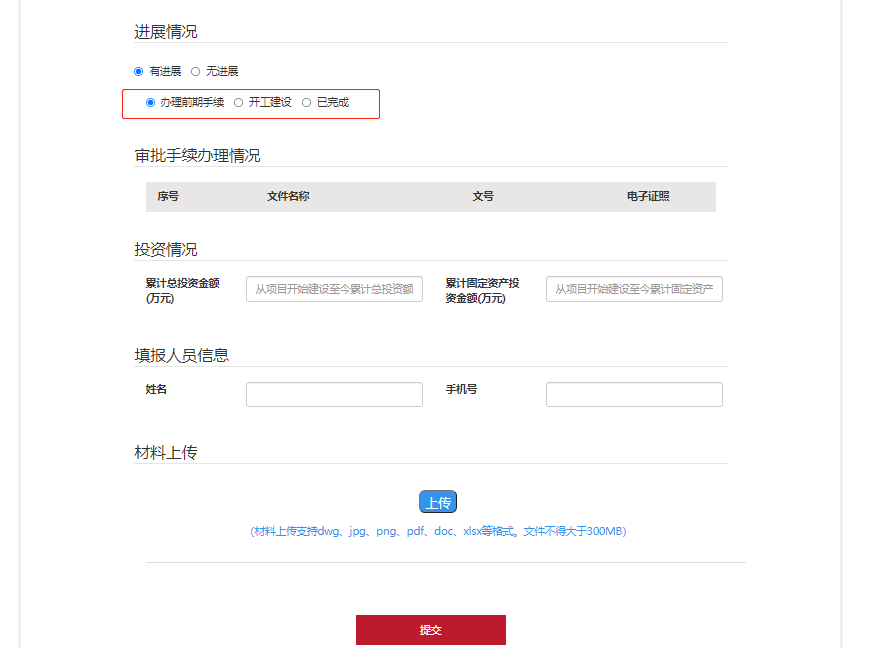 进展情况
有进展 无进展
办理前期手续 开工建设 已完成
审批手续办理情况
序号 文件名称 文号 电子证照
投资情况
累计总投资金额 从项目开始建设至今累计总投资额 累计固定资产投 从项目开始建设至今累计固定资产
(万元) 资金额(万元)
填报人员信息
姓名 手机号
材料上传
上传
(材料上传支持dwg、jpg、png、pdf、doc、xlsx等格式。文件不得大于300MB)
提交